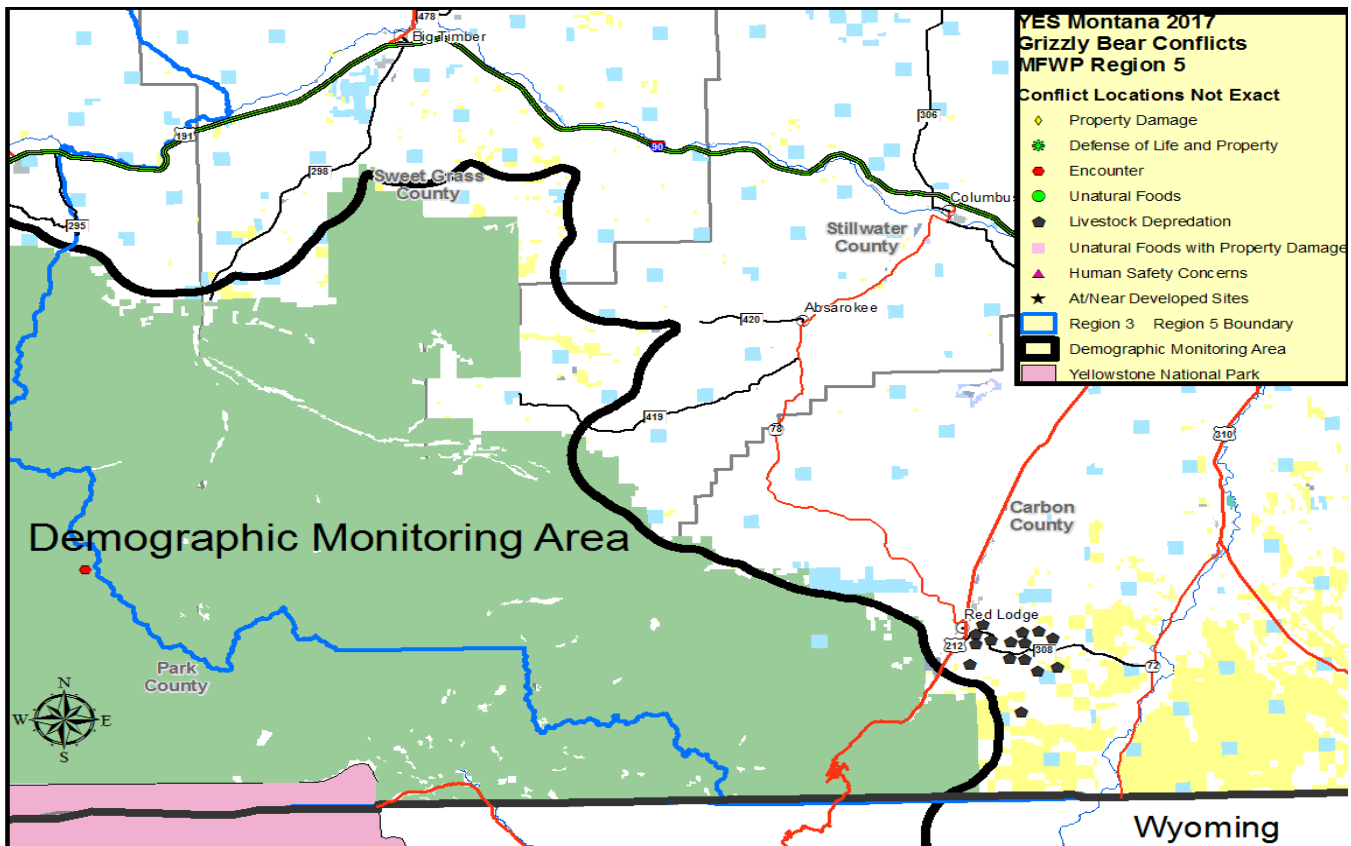 YES Montana 2017
Grizzly Bear Conflicts
MFWP Region 5
Conflict Locations Not Exact
Property Damage
Defense of Life and Property
Encounter
Unatural Foods
Livestock Depredation
Unatural Foods with Property Damage
Human Safety Concerns
At/Near Developed Sites
Region 3 Region 5 Boundary
Demographic Monitoring Area
Yellowstone National Park
478
Big Timber
306
191
90
298
Sweet Grass
County
Columbus
295
Stillwater
County
Absarokee
420
419
78
310
Carbon
County
Demographic Monitoring Area
Red Lodge
212
308
72
Park
County
N
W
E
S
Wyoming